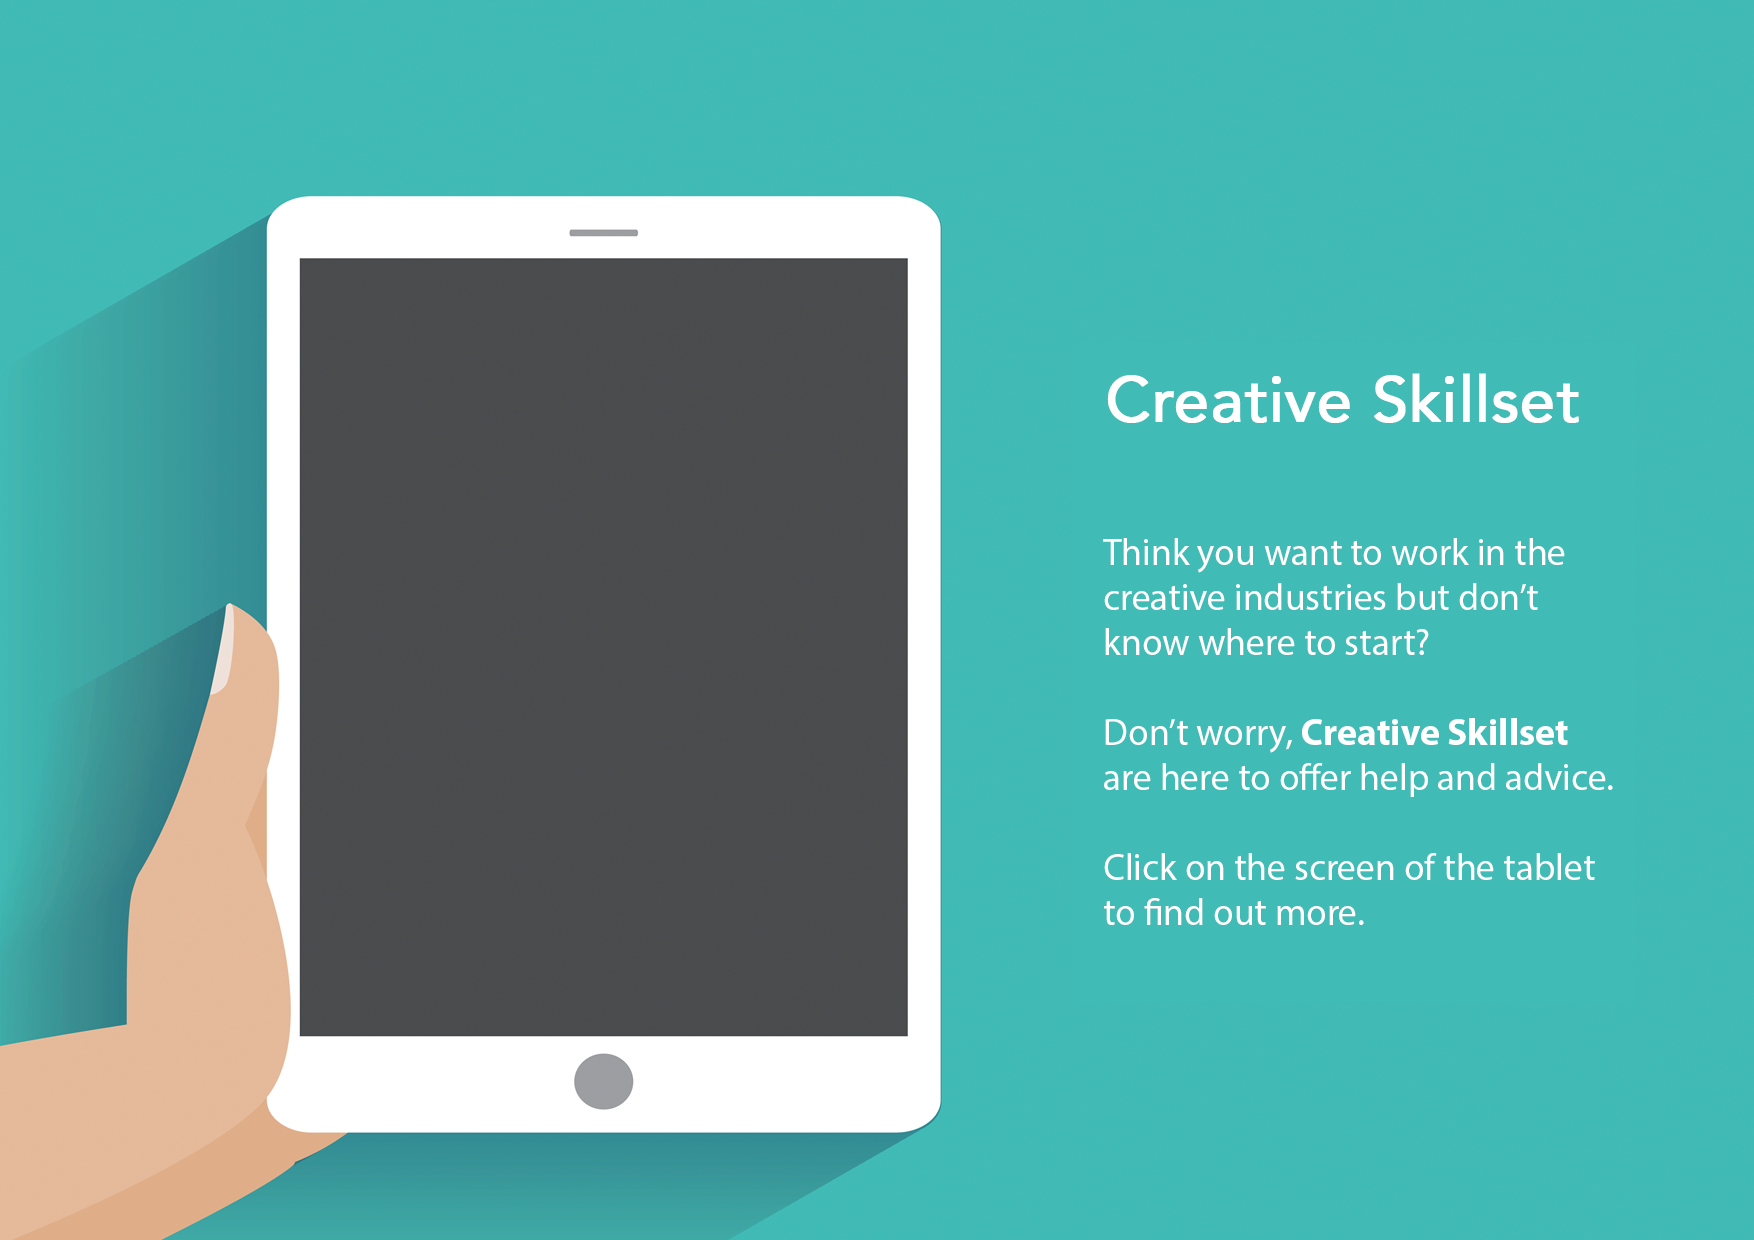 Creative Skillset
Think you want to work in the
creative industries but don’t
know where to start?
Don’t worry, Creative Skillset
are here to offer help and advice.
Click on the screen of the tablet
to find out more.